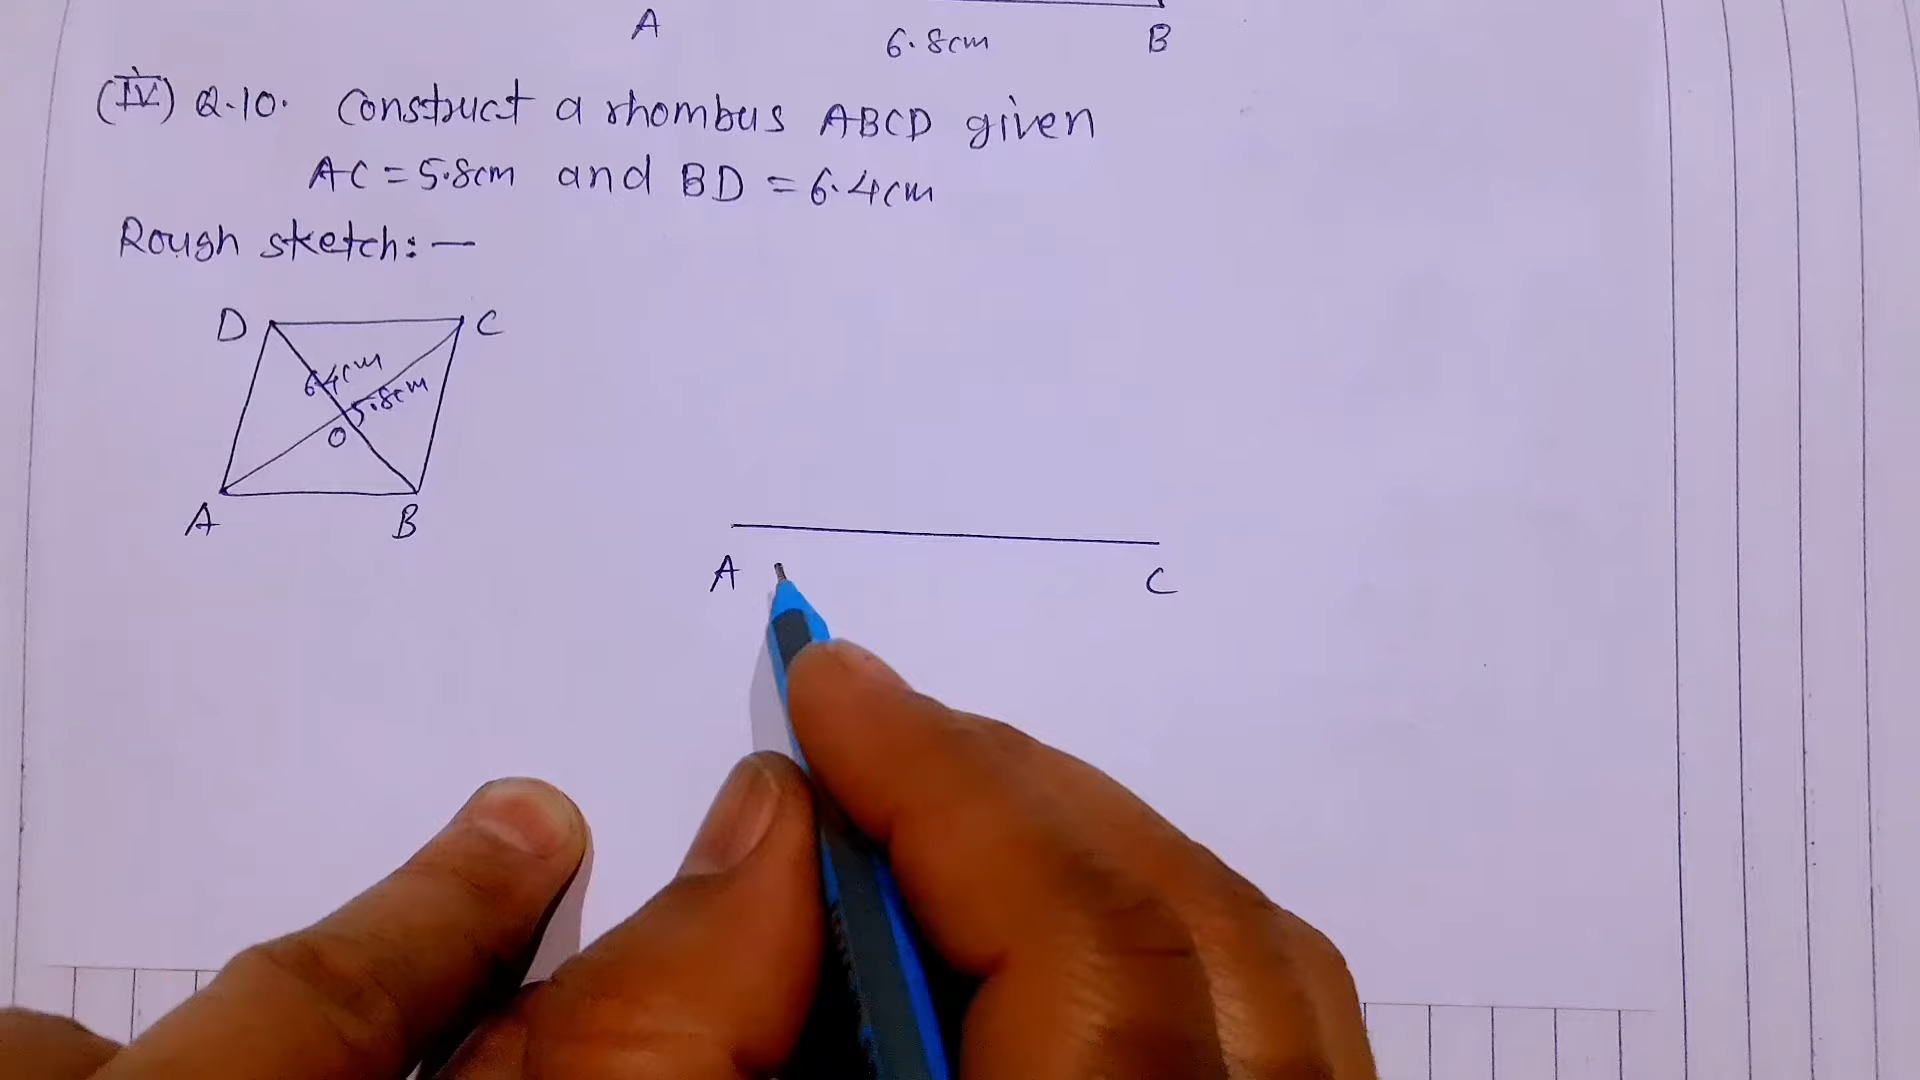 A 6.8cm B
(IV) Q.10. Construct a rhombus ABCD given
AC = 5.8cm and BD = 6.4cm
Rough sketch:—
D C
6.4cm
5.8cm
O
A B
A C